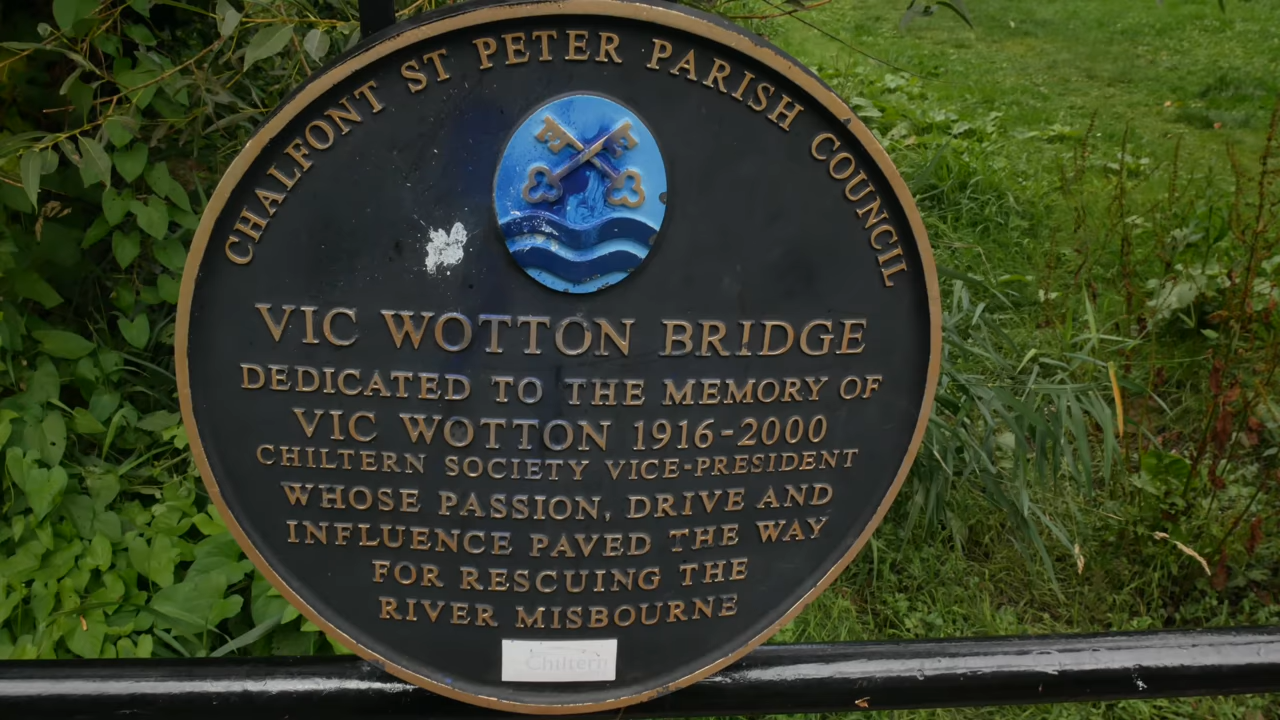 CHALFONT ST PETER PARISH COUNCIL
VIC WOTTON BRIDGE
DEDICATED TO THE MEMORY OF
VIC WOTTON 1916-2000
CHILTERN SOCIETY VICE-PRESIDENT
WHOSE PASSION, DRIVE AND
INFLUENCE PAVED THE WAY
FOR RESCUING THE
RIVER MISBOURNE
Chiltern